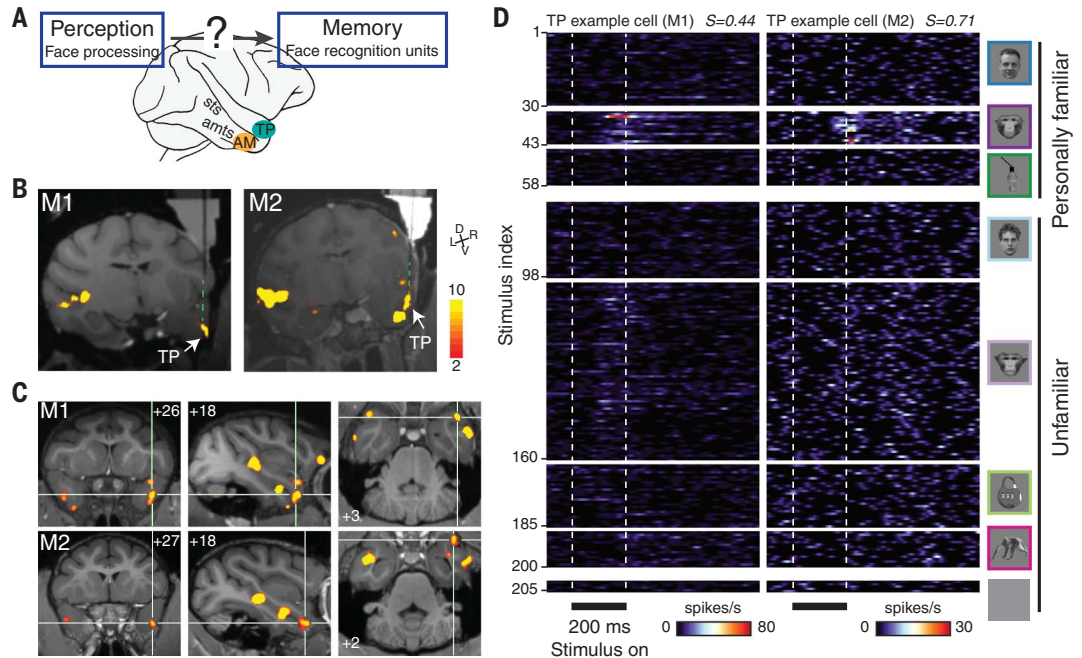 A
Perception
Face processing
?
Memory
Face recognition units
sts
amts
AM
TP
B
M1
M2
TP
TP
D
L
R
V
10
2
C
M1
+26
+18
+3
M2
+27
+18
+2
D
TP example cell (M1) S=0.44
TP example cell (M2) S=0.71
Stimulus index
1
30
43
58
98
160
185
200
205
200 ms
Stimulus on
spikes/s
0
80
spikes/s
0
30
Personally familiar
Unfamiliar